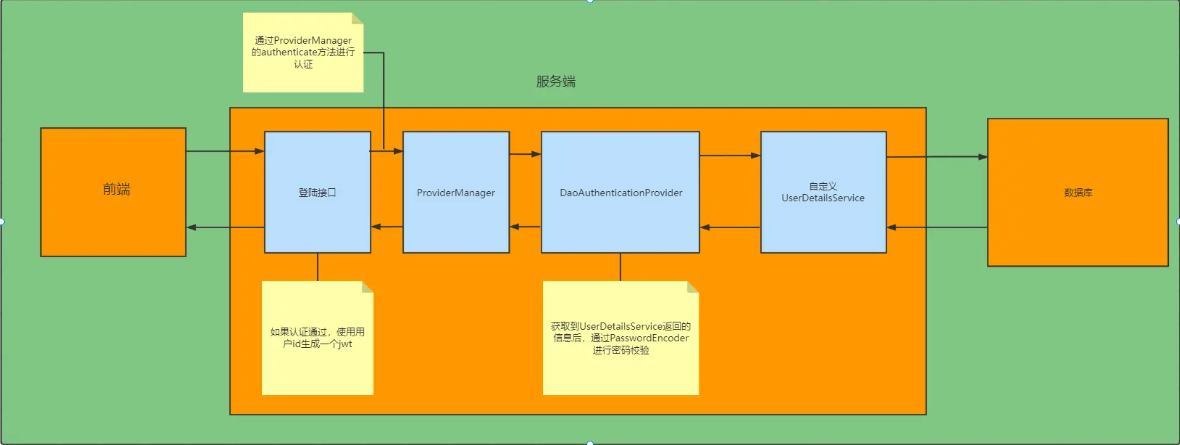 通过ProviderManager
的authenticate方法进行
认证
服务端
前端
登陆接口
ProviderManager
DaoAuthenticationProvider
自定义
UserDetailsService
数据库
如果认证通过，使用用
户id生成一个jwt
获取到UserDetailsService返回的
信息后，通过PasswordEncoder
进行密码校验